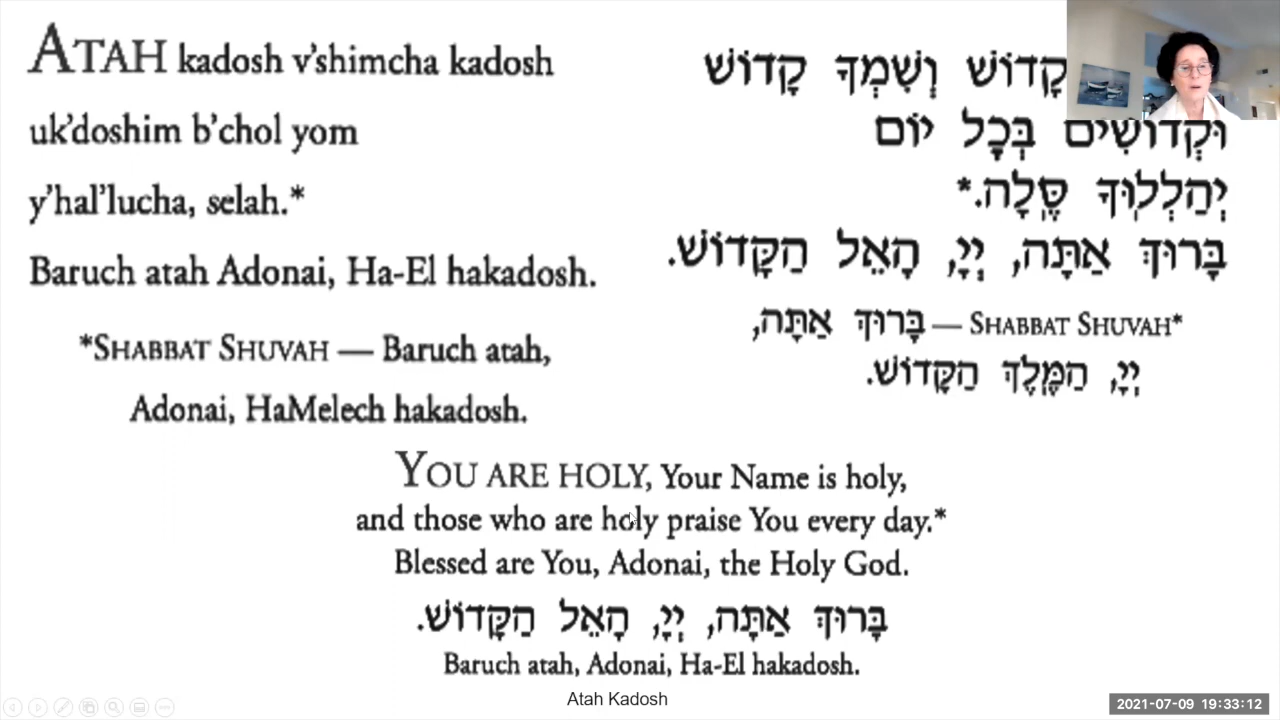 ATAH kadosh v'shimcha kadosh
uk'doshim b'chol yom
y'hal'lucha, selah.*
Baruch atah Adonai, Ha-El hakadosh.
*SHABBAT SHUVAH — Baruch atah,
Adonai, HaMelech hakadosh.
קָדוֹשׁ וְשִׁמְךָ קָדוֹשׁ
וּקְדוֹשִׁים בְּכׇל יוֹם
יְהַלְלֽוּךָ סֶּֽלָה.*
בָּרוּךְ אַתָּה, יְיָ, הָאֵל הַקָּדוֹשׁ.
*SHABBAT SHUVAH — בָּרוּךְ אַתָּה,
יְיָ, הַמֶּֽלֶךְ הַקָּדוֹשׁ.
YOU ARE HOLY, Your Name is holy,
and those who are holy praise You every day.*
Blessed are You, Adonai, the Holy God.
בָּרוּךְ אַתָּה, יְיָ, הָאֵל הַקָּדוֹשׁ.
Baruch atah, Adonai, Ha-El hakadosh.
Atah Kadosh
2021-07-09 19:33:12